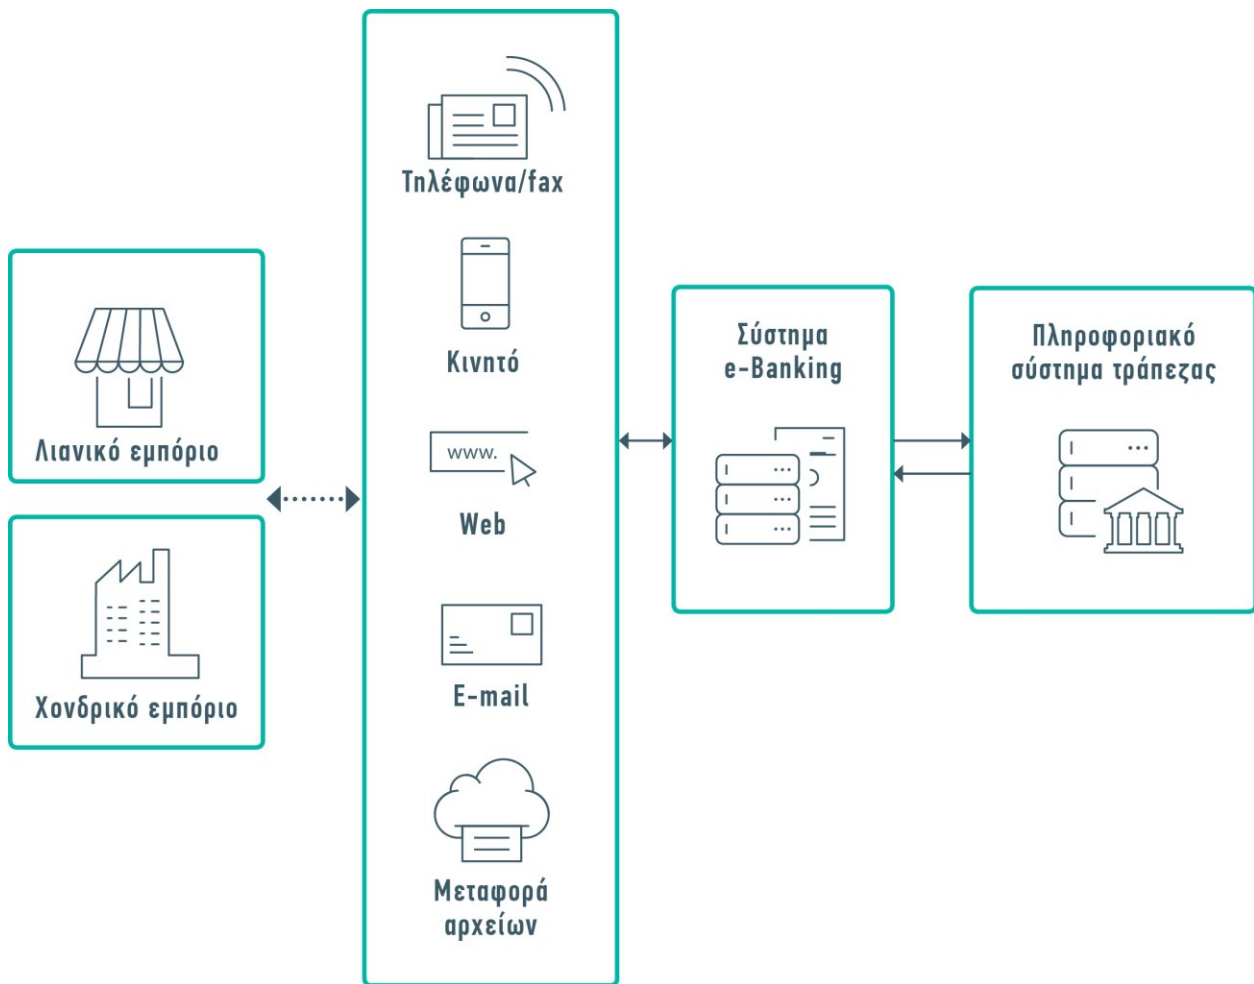 Τηλέφωνα/fax
Κινητό
www.
Web
E-mail
Μεταφορά
αρχείων
Λιανικό εμπόριο
Χονδρικό εμπόριο
Σύστημα
e-Banking
Πληροφοριακό
σύστημα τράπεζας